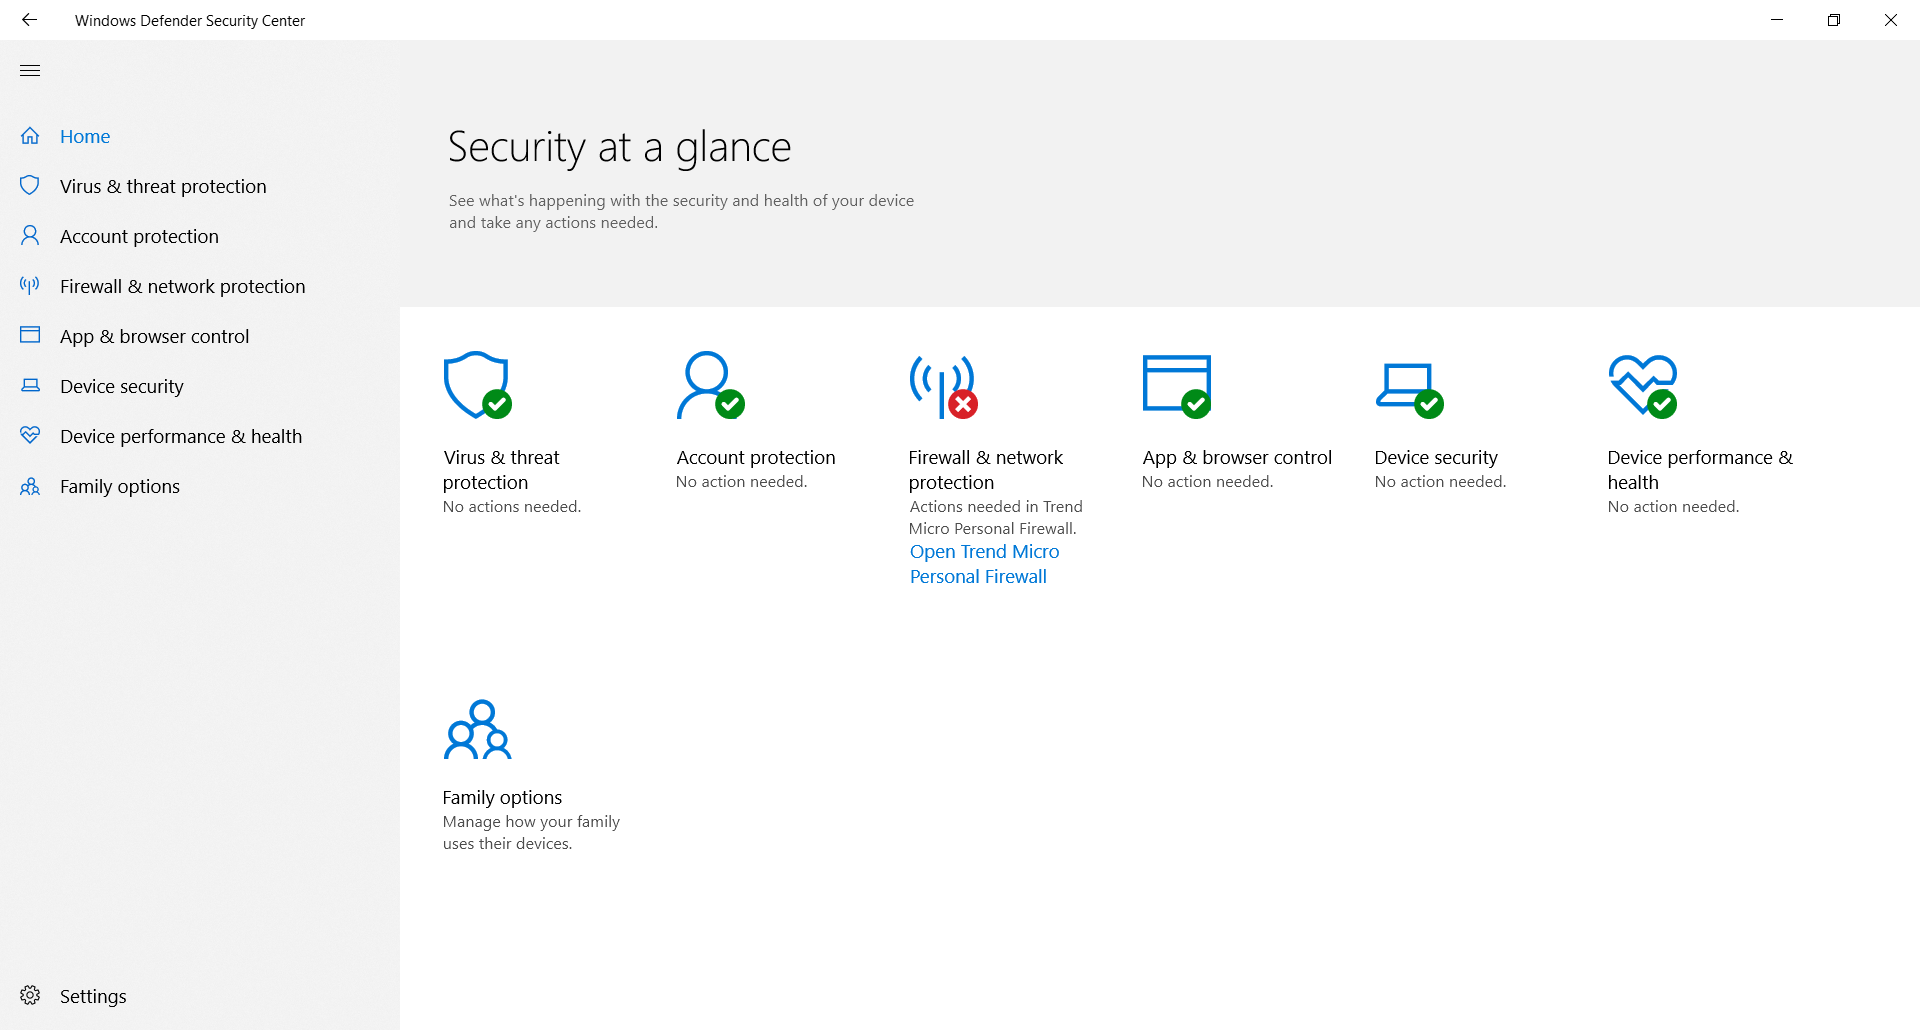 Windows Defender Security Center
Home
Virus & threat protection
Account protection
Firewall & network protection
App & browser control
Device security
Device performance & health
Family options
Settings
Security at a glance
See what's happening with the security and health of your device
and take any actions needed.
Virus & threat
protection
No actions needed.
Account protection
No action needed.
Firewall & network
protection
Actions needed in Trend
Micro Personal Firewall.
Open Trend Micro
Personal Firewall
App & browser control
No action needed.
Device security
No action needed.
Device performance &
health
No action needed.
Family options
Manage how your family
uses their devices.